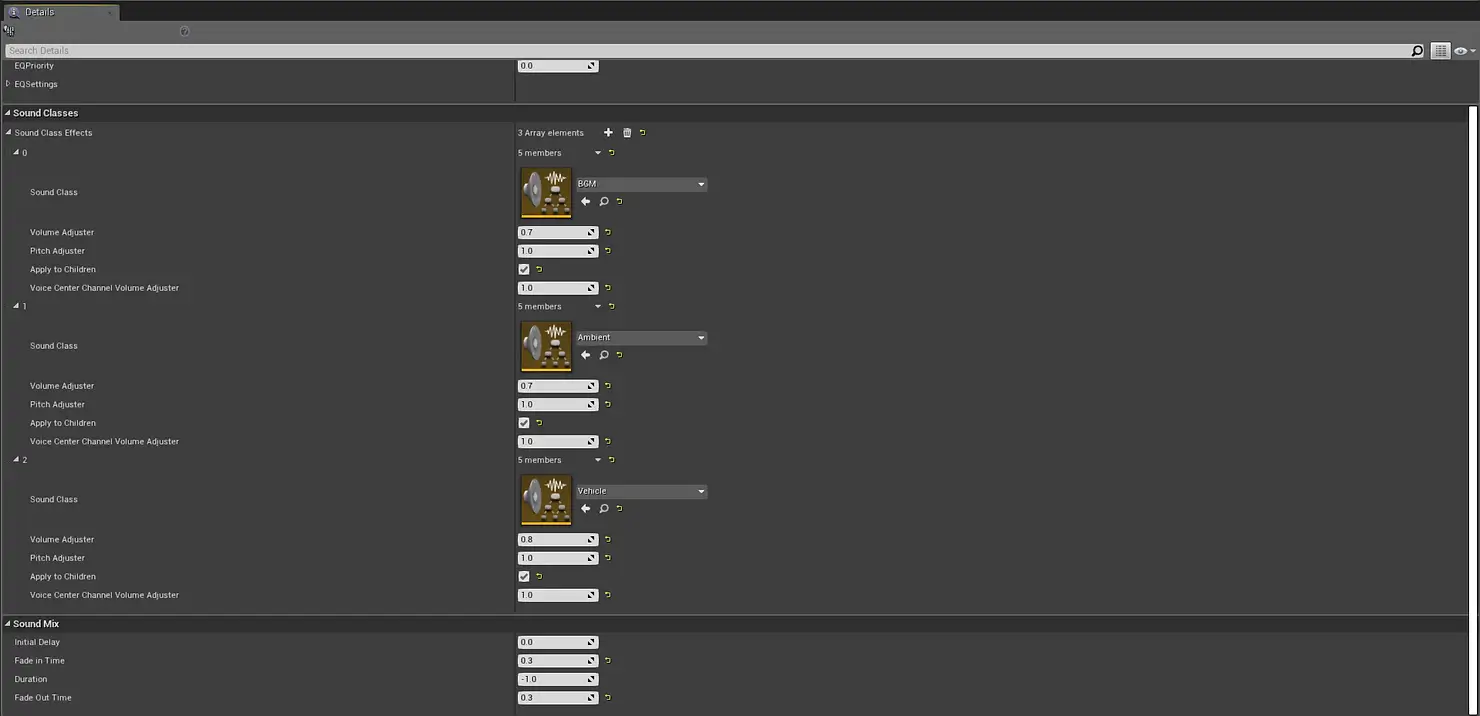 Details
Search Details
EQPriority 0.0
EQSettings
Sound Classes
Sound Class Effects 3 Array elements
0 5 members
Sound Class BGM
Volume Adjuster 0.7
Pitch Adjuster 1.0
Apply to Children
Voice Center Channel Volume Adjuster 1.0
1 5 members
Sound Class Ambient
Volume Adjuster 0.7
Pitch Adjuster 1.0
Apply to Children
Voice Center Channel Volume Adjuster 1.0
2 5 members
Sound Class Vehicle
Volume Adjuster 0.8
Pitch Adjuster 1.0
Apply to Children
Voice Center Channel Volume Adjuster 1.0
Sound Mix
Initial Delay 0.0
Fade in Time 0.3
Duration -1.0
Fade Out Time 0.3